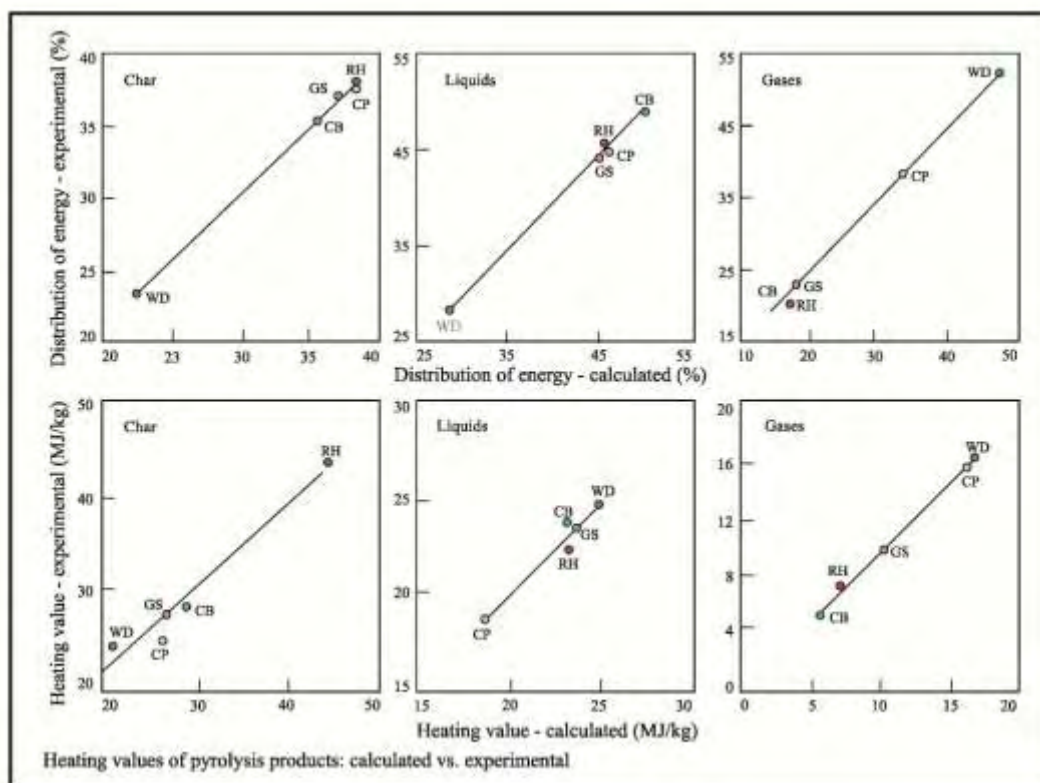 Distribution of energy - experimental (%)
40
35
30
25
20
Char
RH
GS
CP
CB
WD
20 23 30 35 40
55
45
35
25
Liquids
CB
RH
CP
GS
WD
25 35 45 55
55
45
35
25
15
Gases
WD
CP
CB GS
RH
10 20 30 40 50
Distribution of energy - calculated (%)
Heating value - experimental (MJ/kg)
50
40
30
20
Char
RH
GS
CB
WD
CP
20 30 40 50
30
25
20
15
Liquids
WD
CB
GS
RH
CP
20 25 30
20
16
12
8
4
0
Gases
WD
CP
GS
RH
CB
0 5 10 15 20
Heating value - calculated (MJ/kg)
Heating values of pyrolysis products: calculated vs. experimental